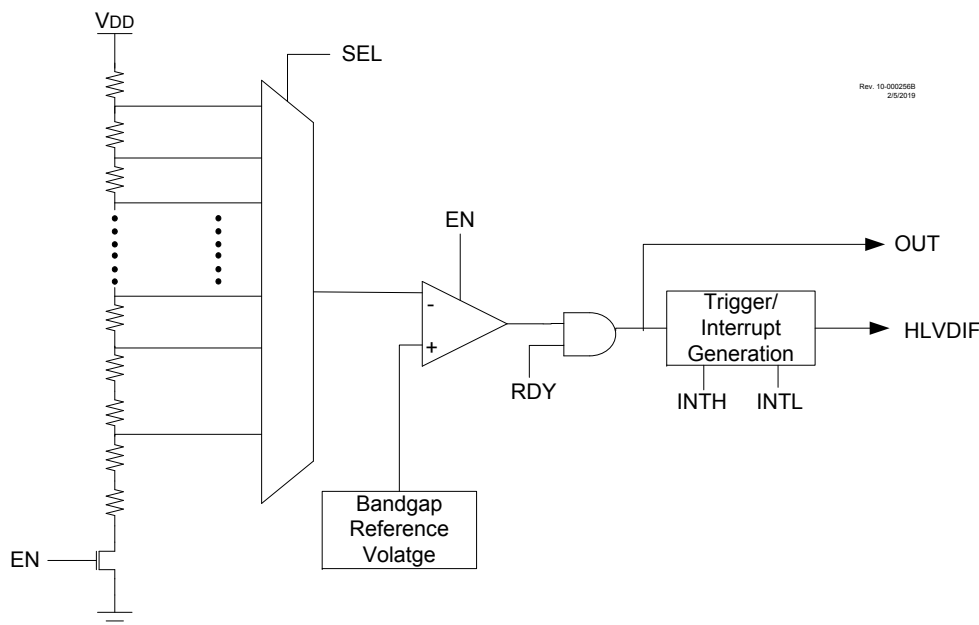 VDD
SEL
Rev. 10-000256B
2/5/2019
EN
OUT
-
+
Trigger/
Interrupt
Generation
HLVDIF
RDY
INTH
INTL
Bandgap
Reference
Volatge
EN